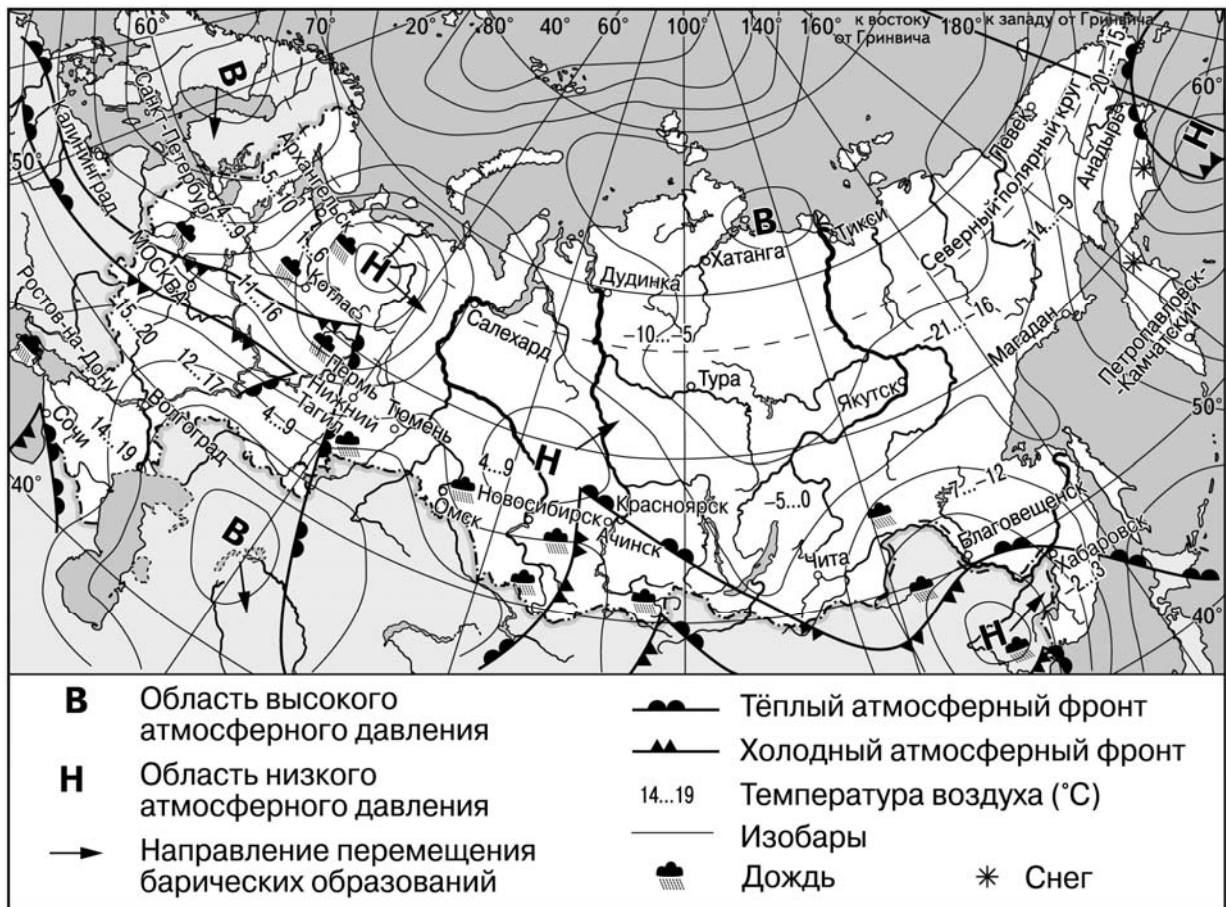 60°
70°
80°
20°
40°
60°
100°
140°
160°
к востоку
от Гринвича
180°
к западу от Гринвича
-20...-15
60°
В
Н
Калининград
Санкт-Петербург
Архангельск
50°
5...10
4...9
1...6
Котлас
Н
МОСКВА
11...16
Ростов-на Дону
15...20
12...17
Пермь
Нижний
Тагил
Тюмень
Волгоград
4...9
Сочи
14...19
40°
В
Салехард
Дудинка
Хатанга
В
Тикси
Певек
Северный полярный круг
Анадырь
-14...-9
-10...-5
-21...-16
Тура
Якутск
Магадан
Петропавловск-
-Камчатский
50°
4...9
Н
Омск
Новосибирск
Ачинск
Красноярск
-5...0
Чита
-7...-12
Благовещенск
Хабаровск
-2...3
Н
40°
В
Область высокого
атмосферного давления
Н
Область низкого
атмосферного давления
Направление перемещения
барических образований
Тёплый атмосферный фронт
Холодный атмосферный фронт
14...19
Температура воздуха (°С)
Изобары
Дождь
Снег